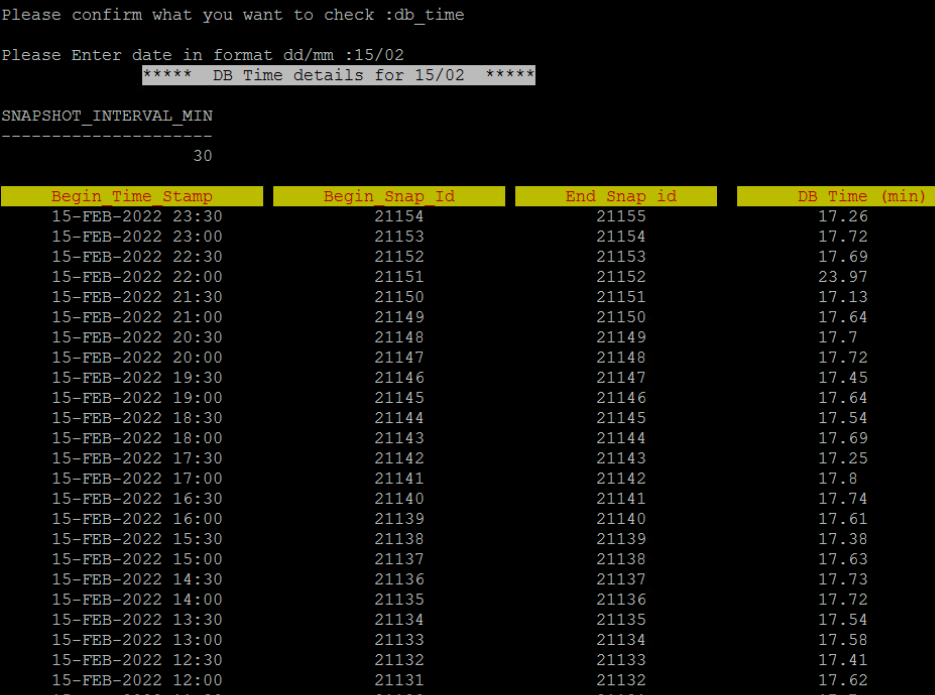 Please confirm what you want to check :db_time
Please Enter date in format dd/mm :15/02
***** DB Time details for 15/02 *****
SNAPSHOT_INTERVAL_MIN
---------------------
30
Begin_Time_Stamp Begin_Snap_Id End Snap id DB Time (min)
15-FEB-2022 23:30 21154 21155 17.26
15-FEB-2022 23:00 21153 21154 17.72
15-FEB-2022 22:30 21152 21153 17.69
15-FEB-2022 22:00 21151 21152 23.97
15-FEB-2022 21:30 21150 21151 17.13
15-FEB-2022 21:00 21149 21150 17.64
15-FEB-2022 20:30 21148 21149 17.7
15-FEB-2022 20:00 21147 21148 17.72
15-FEB-2022 19:30 21146 21147 17.45
15-FEB-2022 19:00 21145 21146 17.64
15-FEB-2022 18:30 21144 21145 17.54
15-FEB-2022 18:00 21143 21144 17.69
15-FEB-2022 17:30 21142 21143 17.25
15-FEB-2022 17:00 21141 21142 17.8
15-FEB-2022 16:30 21140 21141 17.74
15-FEB-2022 16:00 21139 21140 17.61
15-FEB-2022 15:30 21138 21139 17.38
15-FEB-2022 15:00 21137 21138 17.63
15-FEB-2022 14:30 21136 21137 17.73
15-FEB-2022 14:00 21135 21136 17.72
15-FEB-2022 13:30 21134 21135 17.54
15-FEB-2022 13:00 21133 21134 17.58
15-FEB-2022 12:30 21132 21133 17.41
15-FEB-2022 12:00 21131 21132 17.62